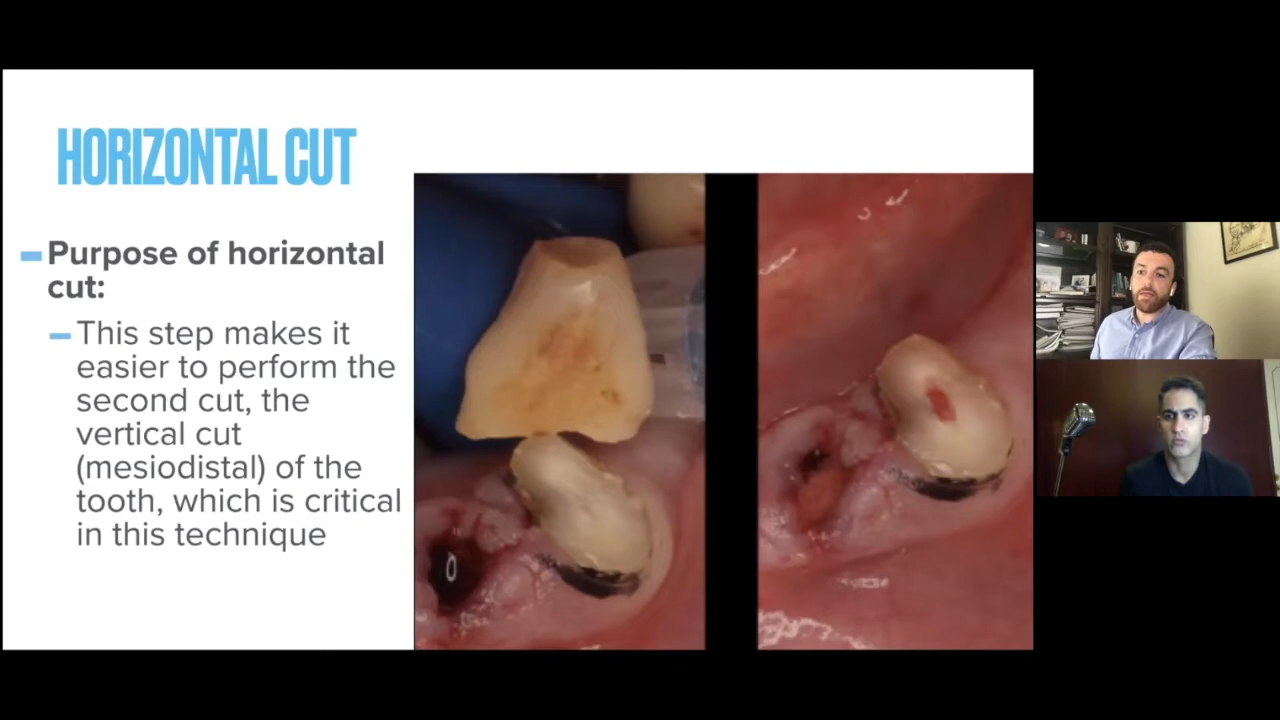 HORIZONTAL CUT
Purpose of horizontal
cut:
This step makes it
easier to perform the
second cut, the
vertical cut
(mesiodistal) of the
tooth, which is critical
in this technique